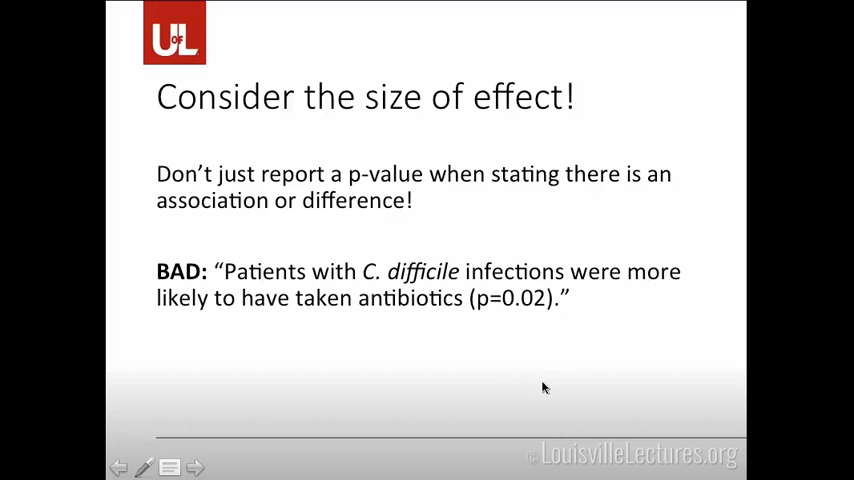 UofL
Consider the size of effect!
Don’t just report a p-value when stating there is an
association or difference!
BAD: “Patients with C. difficile infections were more
likely to have taken antibiotics (p=0.02).”
© LouisvilleLectures.org